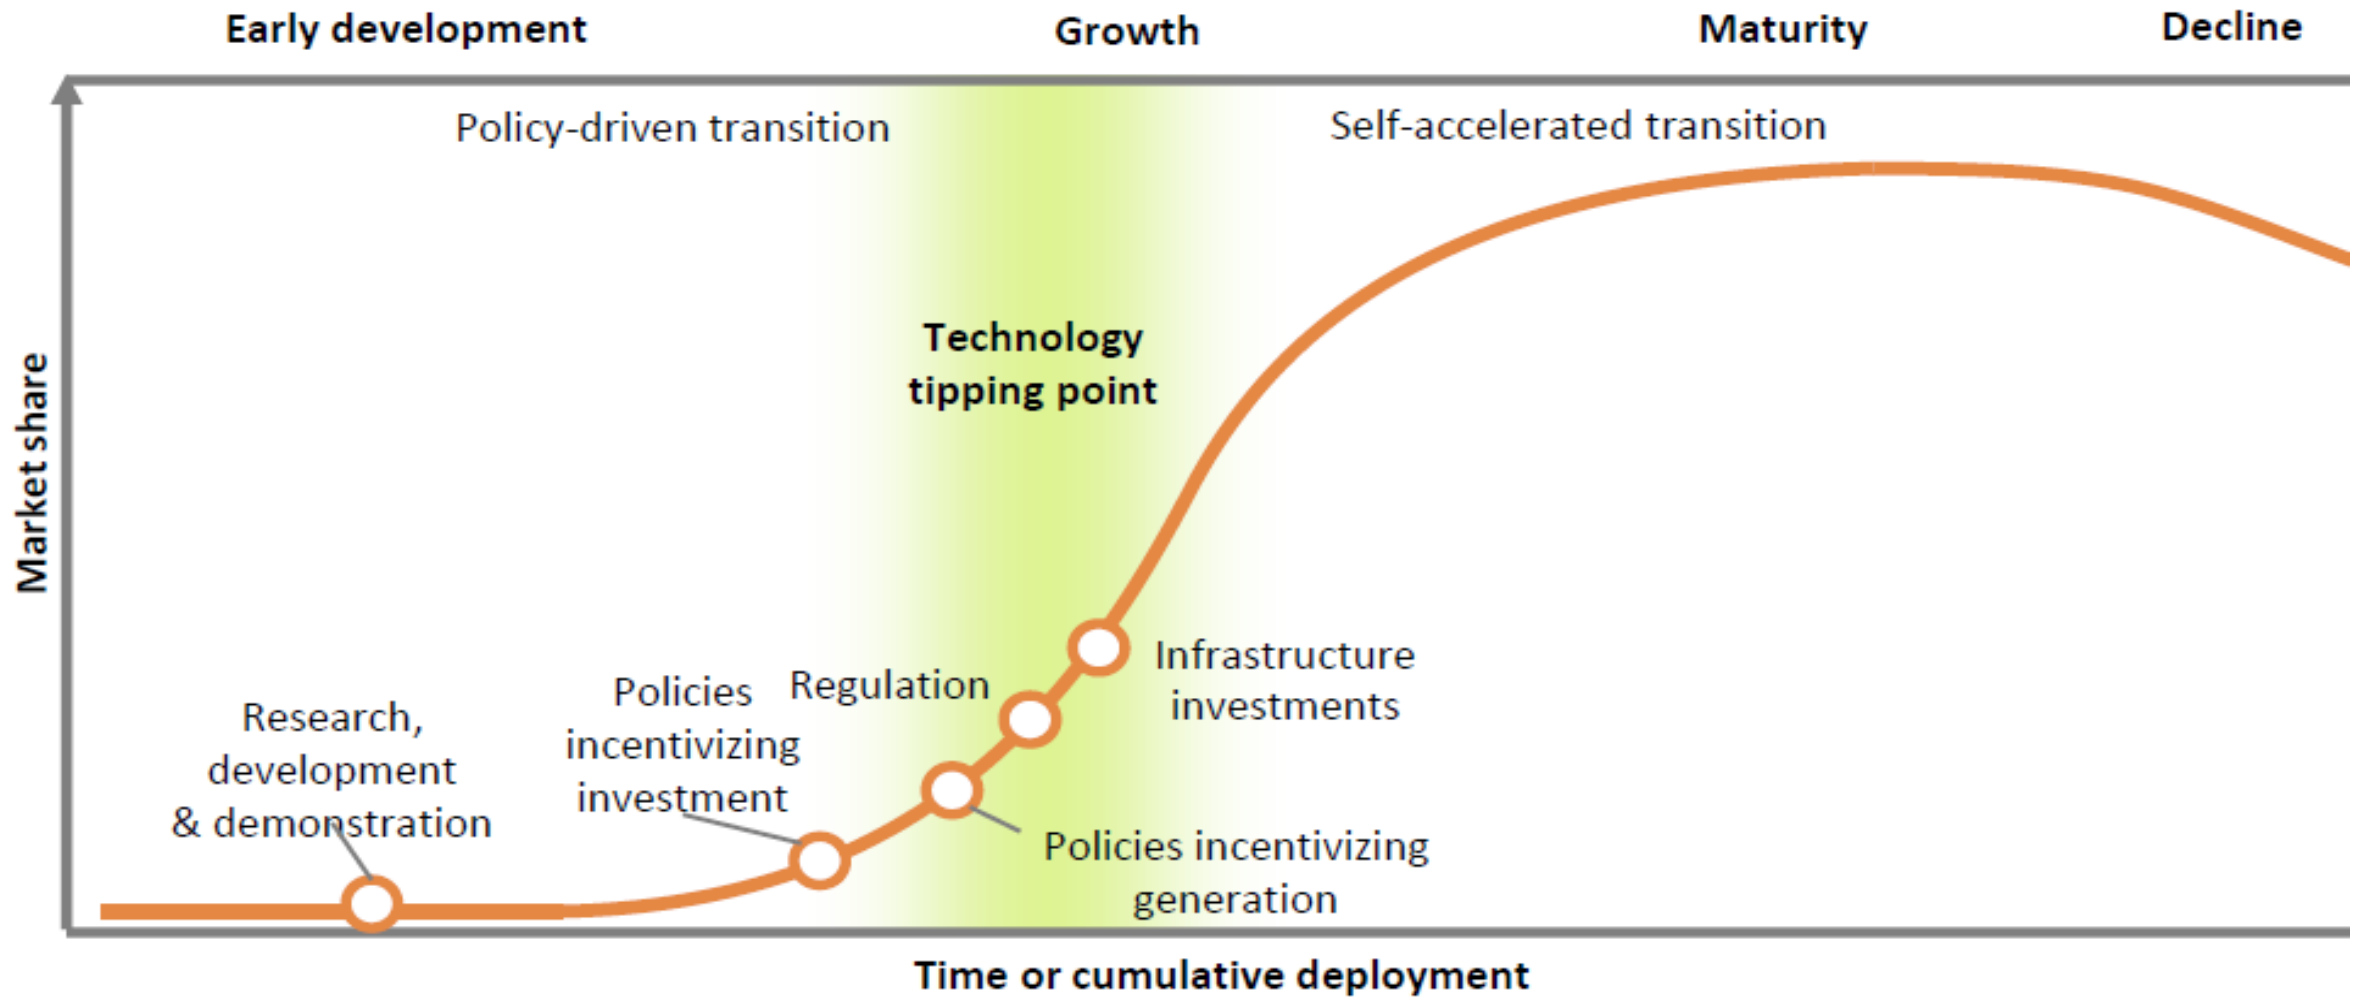 Early development
Growth
Maturity
Decline
Policy-driven transition
Self-accelerated transition
Technology
tipping point
Market share
Research,
development
& demonstration
Policies
incentivizing
investment
Regulation
Infrastructure
investments
Policies incentivizing
generation
Time or cumulative deployment